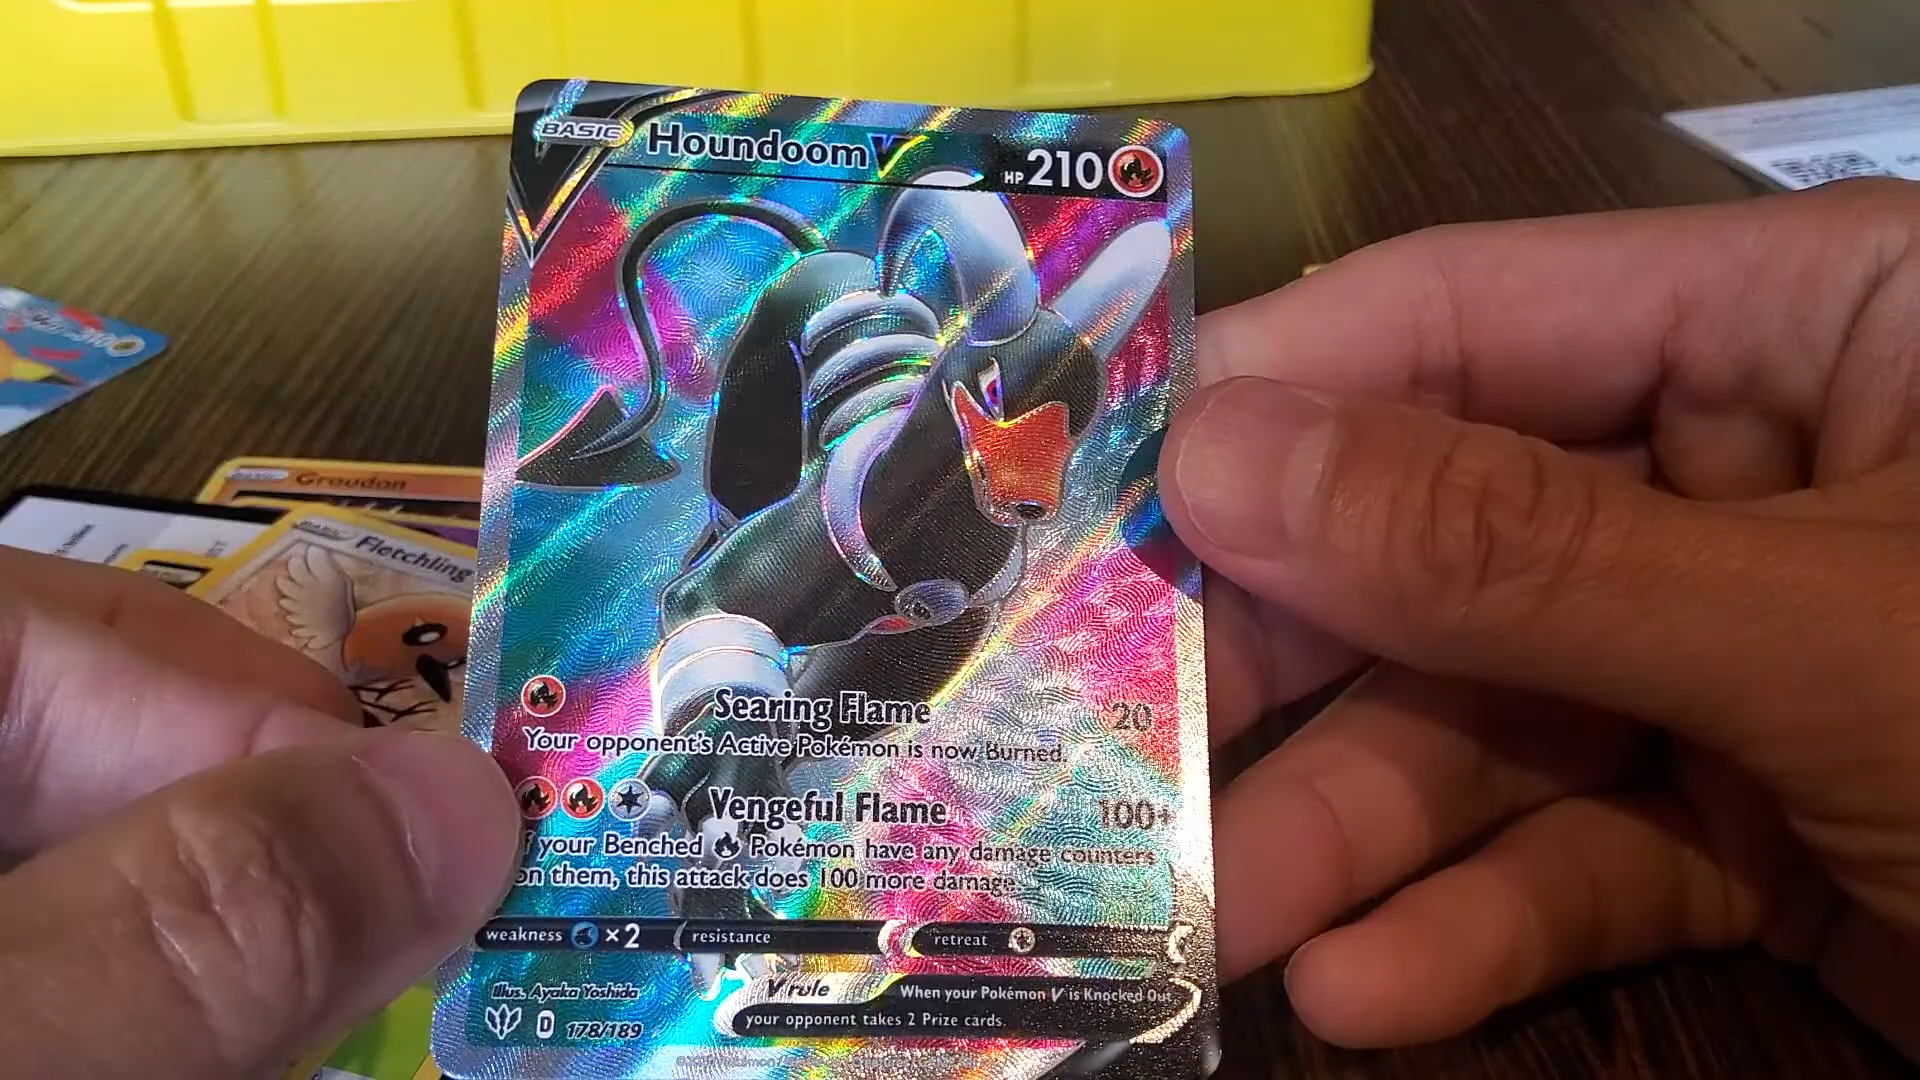 BASIC Houndoom V HP 210
Searing Flame 20
Your opponent's Active Pokémon is now Burned.
Vengeful Flame 100+
f your Benched Pokémon have any damage counters
on them, this attack does 100 more damage.
weakness ×2 resistance retreat
Illus. Ayaka Yoshida
V rule When your Pokémon V is Knocked Out,
your opponent takes 2 Prize cards.
D 178/189
BASIC Groudon
BASIC Fletchling